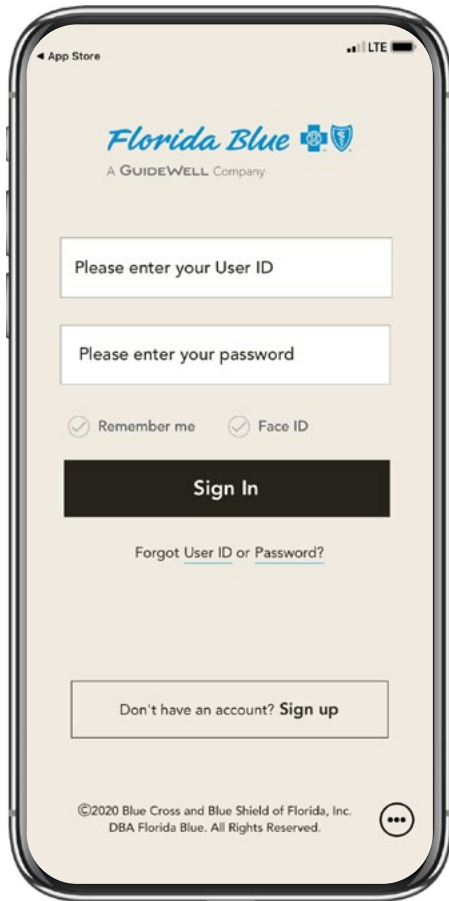 ◀ App Store
LTE
Florida Blue
A GUIDEWELL Company
Please enter your User ID
Please enter your password
Remember me Face ID
Sign In
Forgot User ID or Password?
Don't have an account? Sign up
©2020 Blue Cross and Blue Shield of Florida, Inc.
DBA Florida Blue. All Rights Reserved.